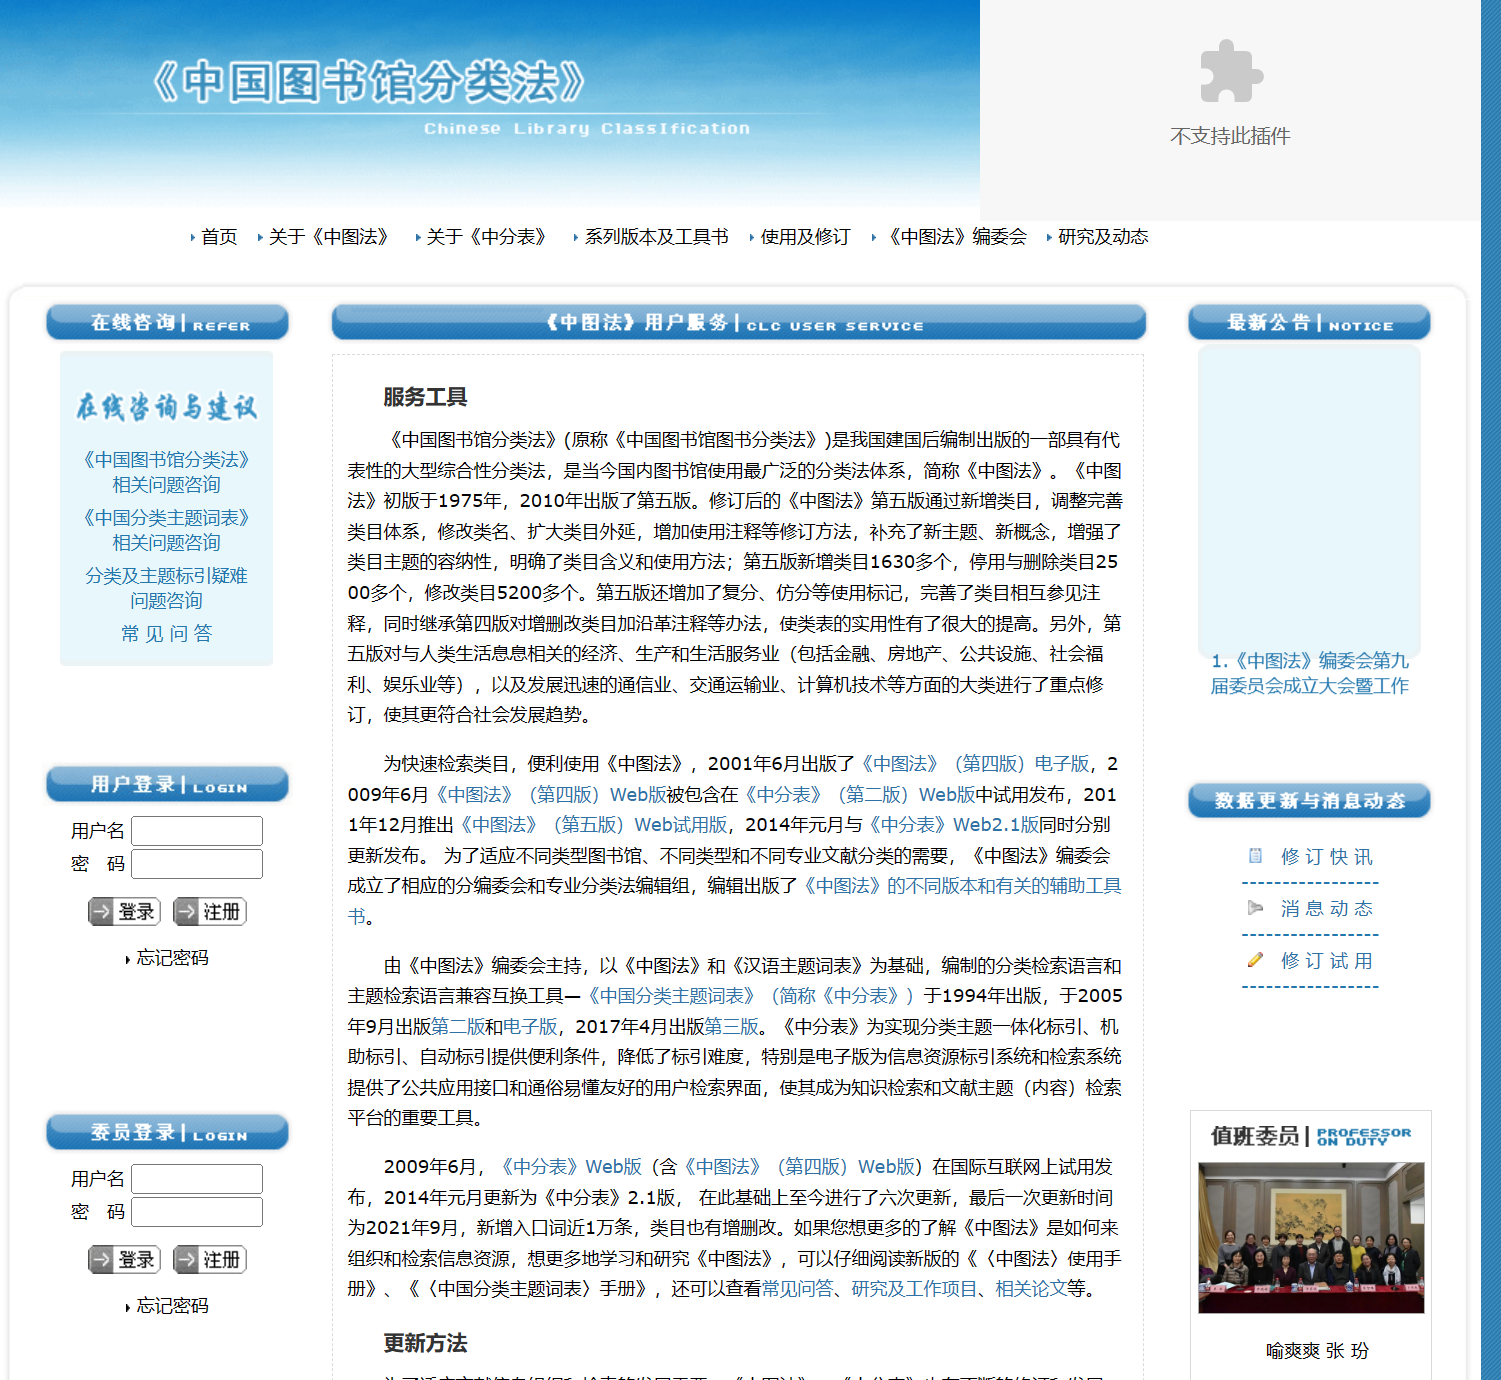 《中国图书馆分类法》
Chinese Library ClassIfication
不支持此插件
首页 关于《中图法》 关于《中分表》 系列版本及工具书 使用及修订 《中图法》编委会 研究及动态
在线咨询|REFER
在线咨询与建议
《中国图书馆分类法》
相关问题咨询
《中国分类主题词表》
相关问题咨询
分类及主题标引疑难
问题咨询
常 见 问 答
用户登录|LOGIN
用户名
密 码
登录 注册
忘记密码
委员登录|LOGIN
用户名
密 码
登录 注册
忘记密码
《中图法》用户服务|CLC USER SERVICE
服务工具
《中国图书馆分类法》(原称《中国图书馆图书分类法》)是我国建国后编制出版的一部具有代
表性的大型综合性分类法，是当今国内图书馆使用最广泛的分类法体系，简称《中图法》。《中图
法》初版于1975年，2010年出版了第五版。修订后的《中图法》第五版通过新增类目，调整完善
类目体系，修改类名、扩大类目外延，增加使用注释等修订方法，补充了新主题、新概念，增强了
类目主题的容纳性，明确了类目含义和使用方法；第五版新增类目1630多个，停用与删除类目25
00多个，修改类目5200多个。第五版还增加了复分、仿分等使用标记，完善了类目相互参见注
释，同时继承第四版对增删改类目加沿革注释等办法，使类表的实用性有了很大的提高。另外，第
五版对与人类生活息息相关的经济、生产和生活服务业（包括金融、房地产、公共设施、社会福
利、娱乐业等），以及发展迅速的通信业、交通运输业、计算机技术等方面的大类进行了重点修
订，使其更符合社会发展趋势。
为快速检索类目，便利使用《中图法》，2001年6月出版了《中图法》（第四版）电子版，2
009年6月《中图法》（第四版）Web版被包含在《中分表》（第二版）Web版中试用发布，201
1年12月推出《中图法》（第五版）Web试用版，2014年元月与《中分表》Web2.1版同时分别
更新发布。 为了适应不同类型图书馆、不同类型和不同专业文献分类的需要，《中图法》编委会
成立了相应的分编委会和专业分类法编辑组，编辑出版了《中图法》的不同版本和有关的辅助工具
书。
由《中图法》编委会主持，以《中图法》和《汉语主题词表》为基础，编制的分类检索语言和
主题检索语言兼容互换工具—《中国分类主题词表》（简称《中分表》）于1994年出版，于2005
年9月出版第二版和电子版，2017年4月出版第三版。《中分表》为实现分类主题一体化标引、机
助标引、自动标引提供便利条件，降低了标引难度，特别是电子版为信息资源标引系统和检索系统
提供了公共应用接口和通俗易懂友好的用户检索界面，使其成为知识检索和文献主题（内容）检索
平台的重要工具。
2009年6月，《中分表》Web版（含《中图法》（第四版）Web版）在国际互联网上试用发
布，2014年元月更新为《中分表》2.1版， 在此基础上至今进行了六次更新，最后一次更新时间
为2021年9月，新增入口词近1万条，类目也有增删改。如果您想更多的了解《中图法》是如何来
组织和检索信息资源，想更多地学习和研究《中图法》，可以仔细阅读新版的《〈中图法〉使用手
册》、《〈中国分类主题词表〉手册》，还可以查看常见问答、研究及工作项目、相关论文等。
更新方法
最新公告|NOTICE
1.《中图法》编委会第九
届委员会成立大会暨工作
数据更新与消息动态
修 订 快 讯
消 息 动 态
修 订 试 用
值班委员|PROFESSOR ON DUTY
喻爽爽 张 玢